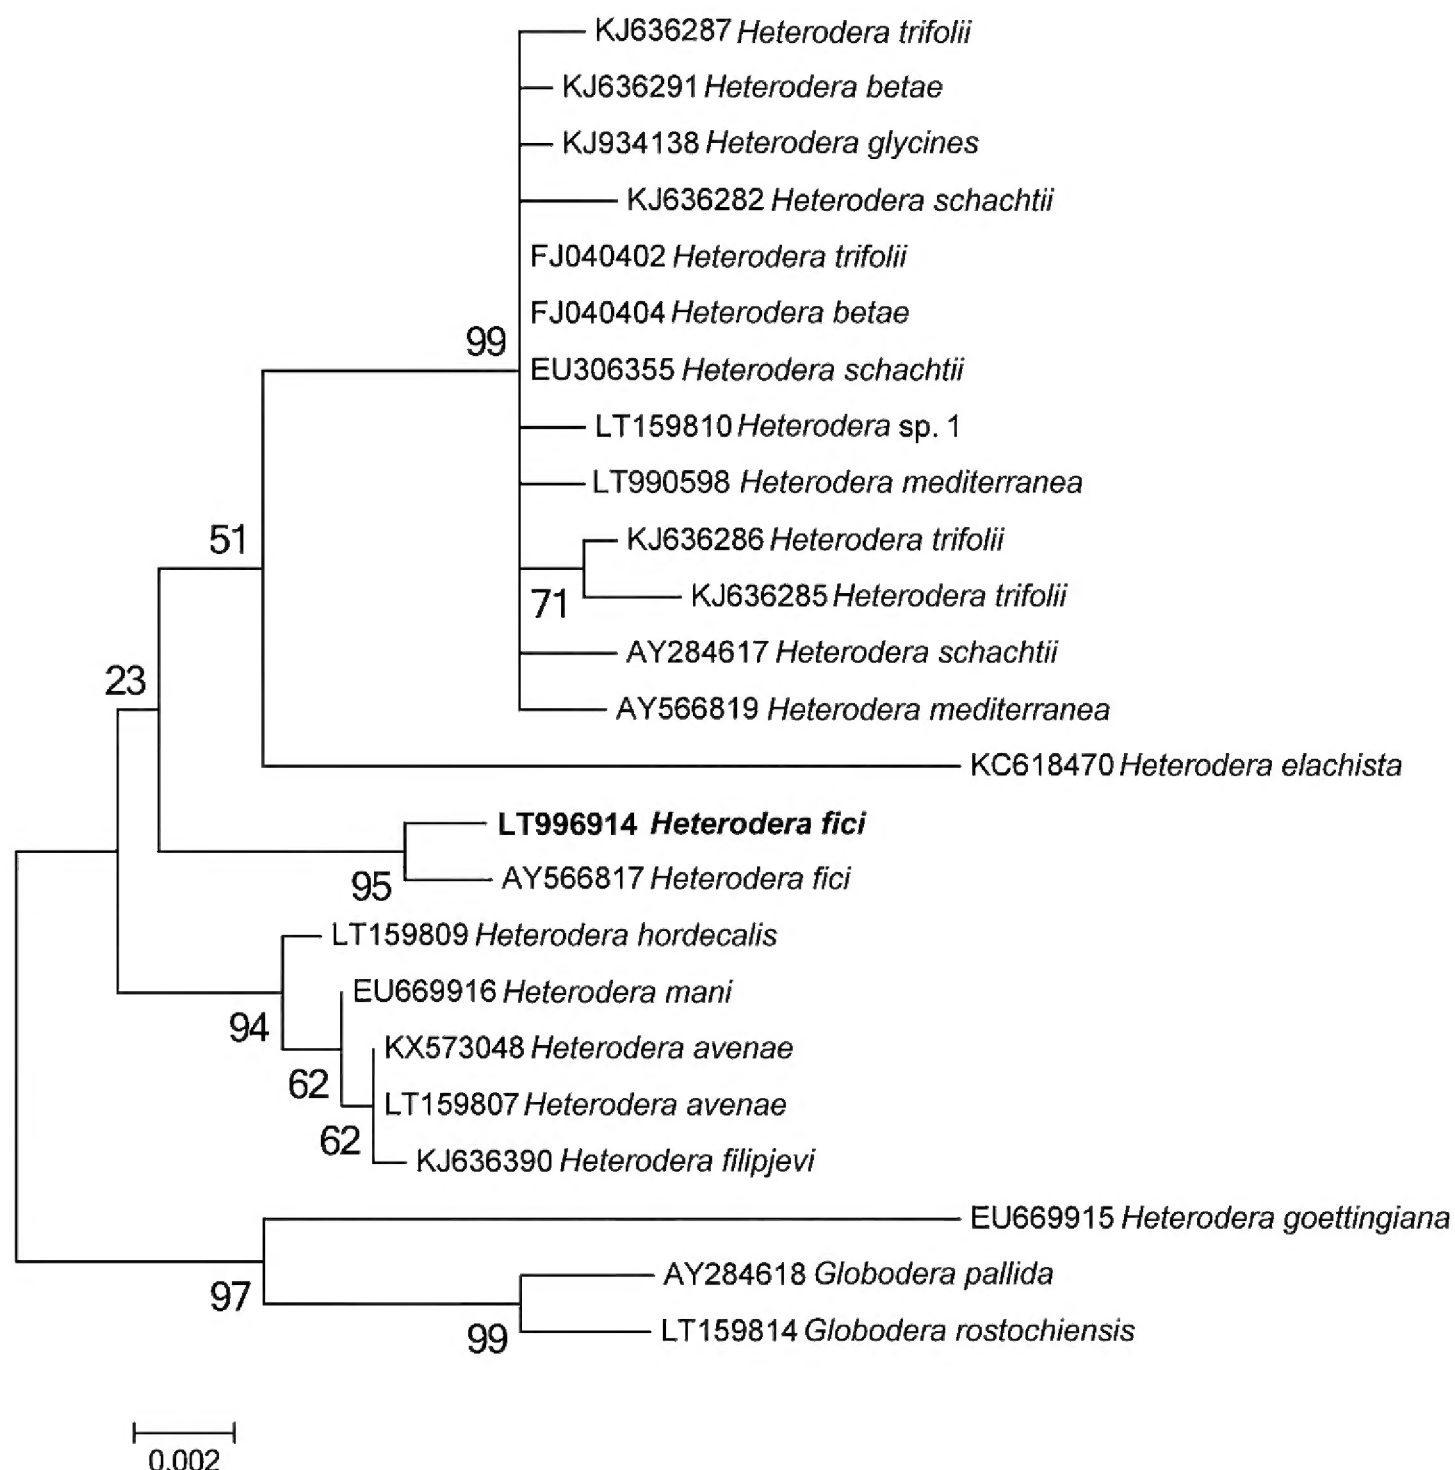 KJ636287 Heterodera trifolii
KJ636291 Heterodera betae
KJ934138 Heterodera glycines
KJ636282 Heterodera schachtii
FJ040402 Heterodera trifolii
FJ040404 Heterodera betae
99
EU306355 Heterodera schachtii
LT159810 Heterodera sp. 1
LT990598 Heterodera mediterranea
51
KJ636286 Heterodera trifolii
71
KJ636285 Heterodera trifolii
AY284617 Heterodera schachtii
23
AY566819 Heterodera mediterranea
KC618470 Heterodera elachista
LT996914 Heterodera fici
95
AY566817 Heterodera fici
LT159809 Heterodera hordecalis
EU669916 Heterodera mani
94
KX573048 Heterodera avenae
62
LT159807 Heterodera avenae
62
KJ636390 Heterodera filipjevi
EU669915 Heterodera goettingiana
AY284618 Globodera pallida
97
LT159814 Globodera rostochiensis
99
0.002